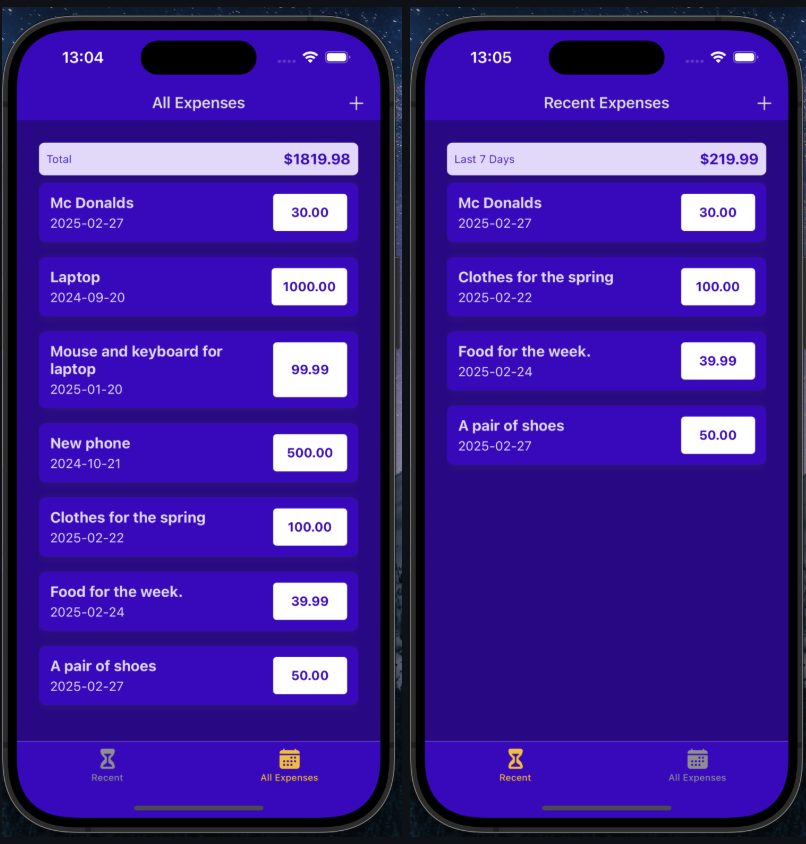 13:04
All Expenses
+
Total $1819.98
Mc Donalds
2025-02-27
30.00
Laptop
2024-09-20
1000.00
Mouse and keyboard for
laptop
2025-01-20
99.99
New phone
2024-10-21
500.00
Clothes for the spring
2025-02-22
100.00
Food for the week.
2025-02-24
39.99
A pair of shoes
2025-02-27
50.00
Recent
All Expenses
13:05
Recent Expenses
+
Last 7 Days $219.99
Mc Donalds
2025-02-27
30.00
Clothes for the spring
2025-02-22
100.00
Food for the week.
2025-02-24
39.99
A pair of shoes
2025-02-27
50.00
Recent
All Expenses